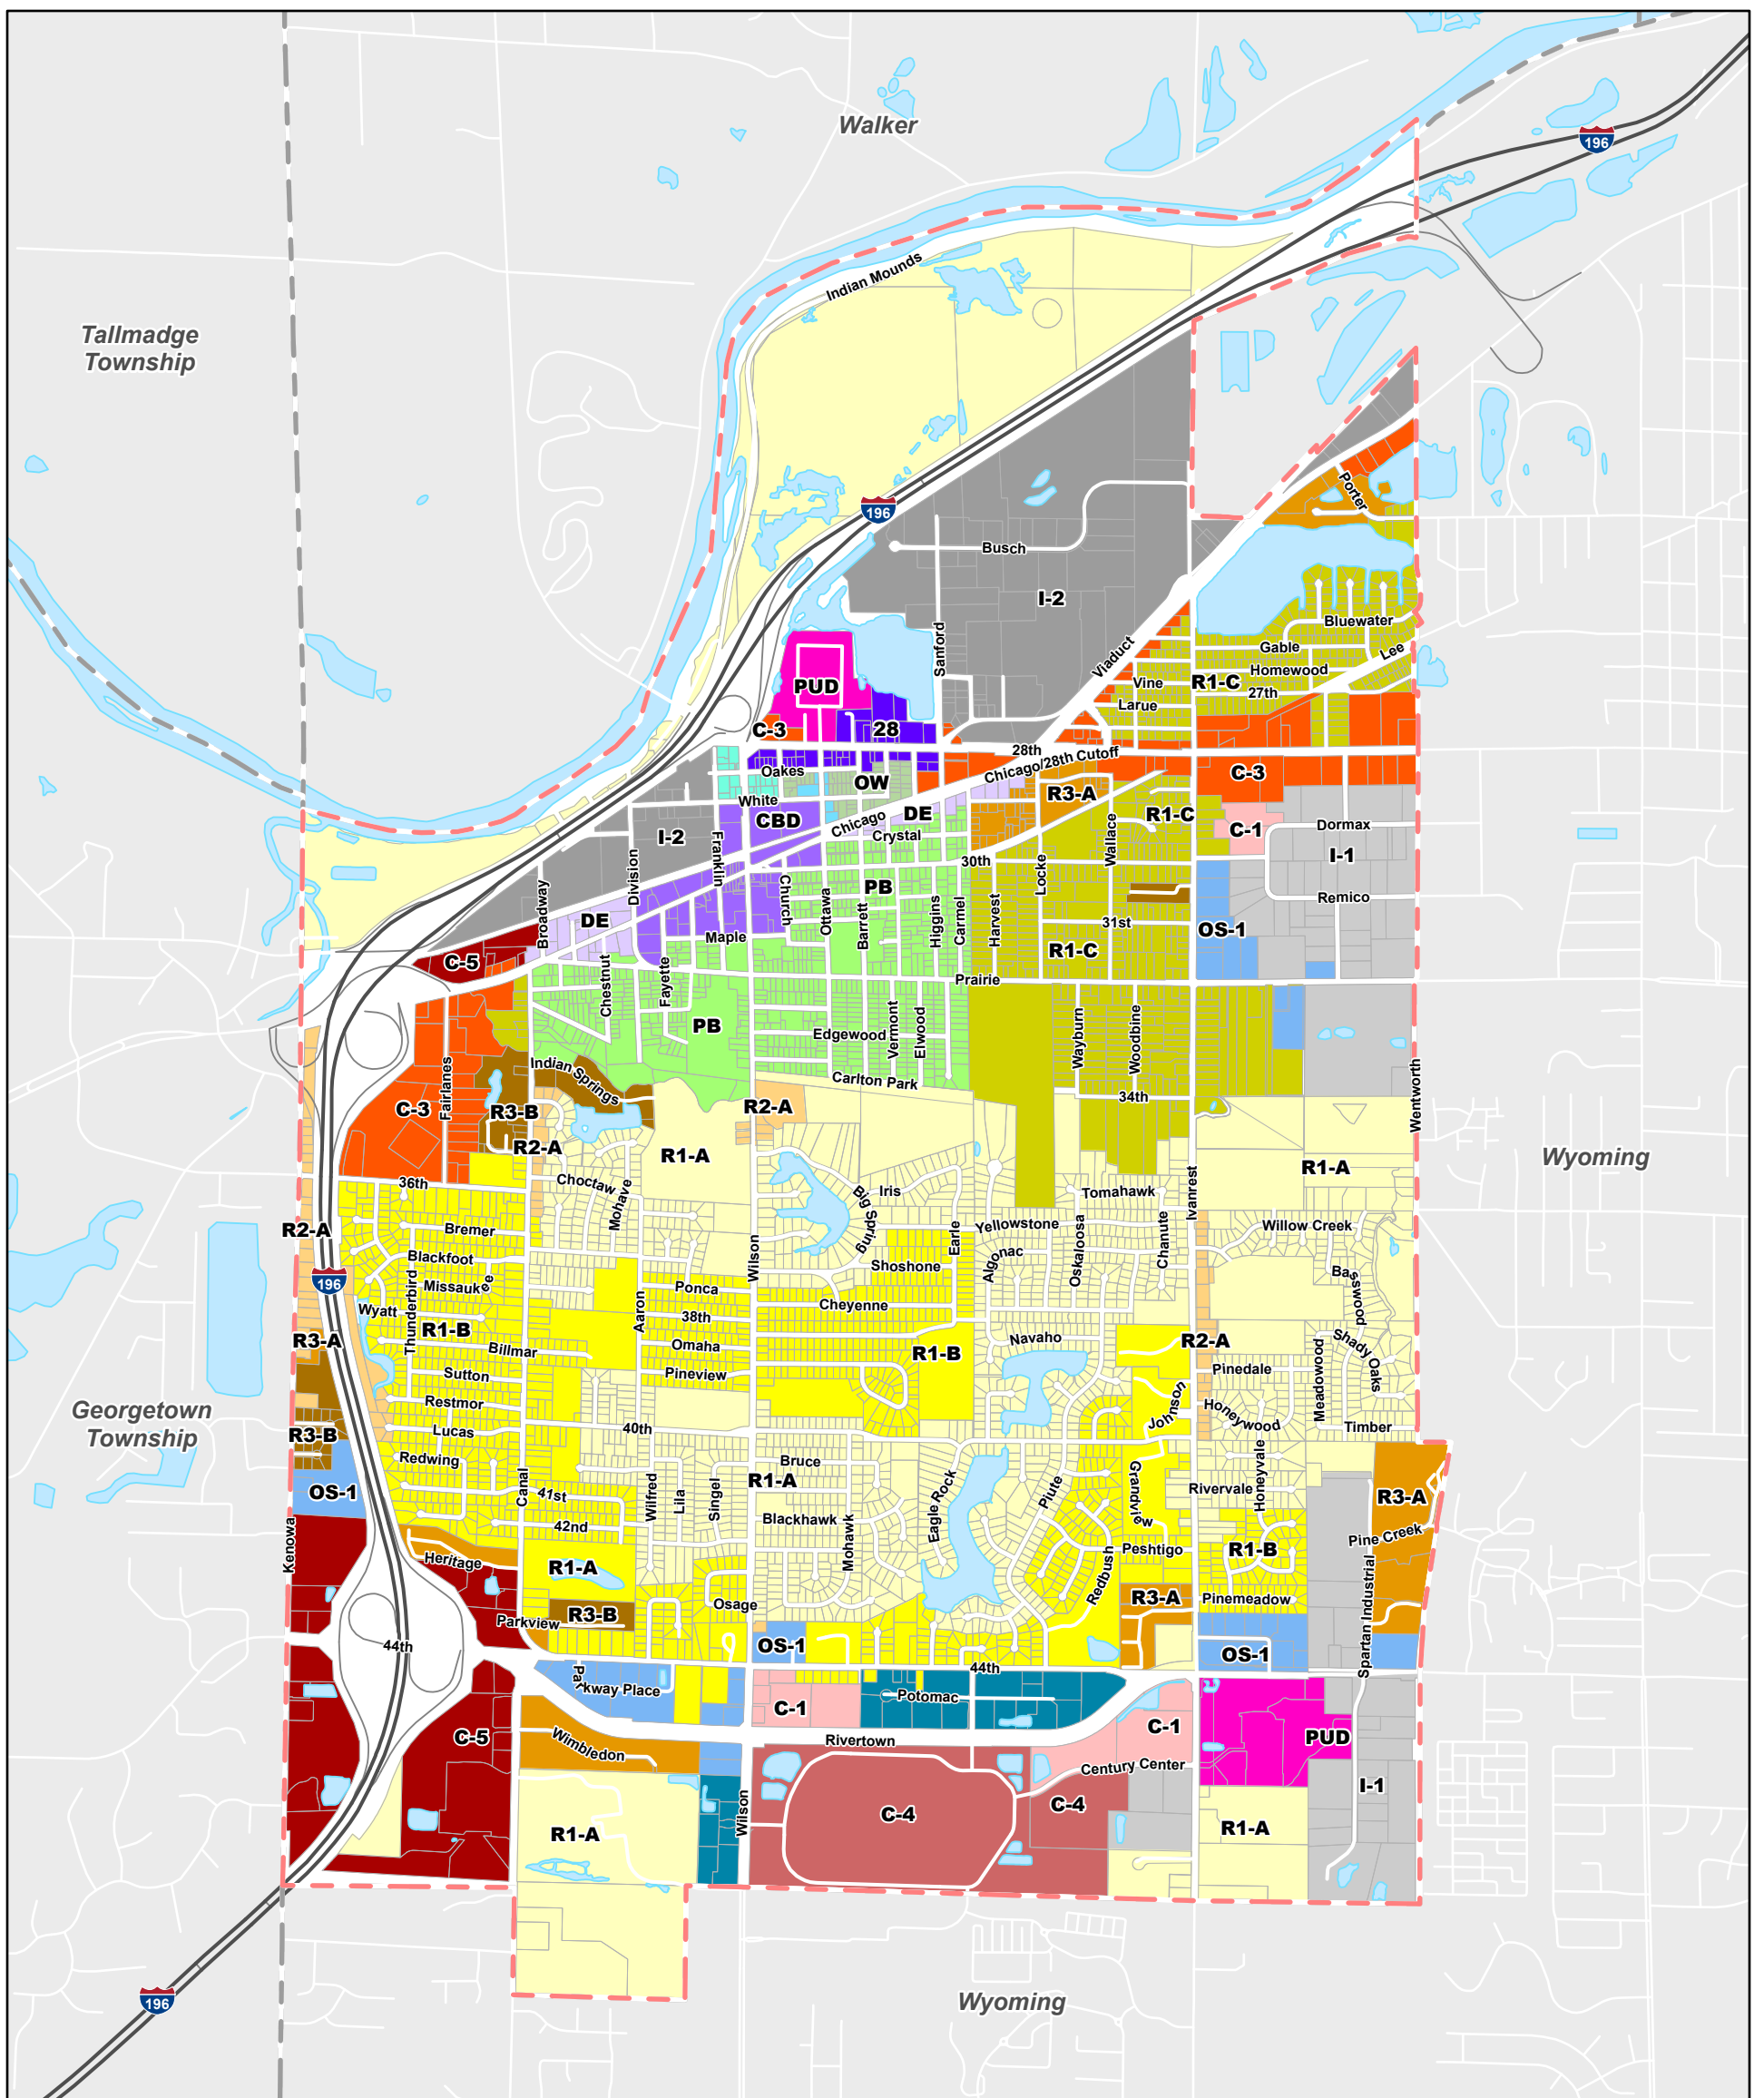 Walker
196
Indian Mounds
Tallmadge
Township
Porter
196
Busch
I-2
Bluewater
Sanford
Viaduct
Gable
Lee
Homewood
PUD
Vine
R1-C
27th
Larue
C-3
28
28th
Chicago/28th Cutoff
Oakes
OW
C-3
R3-A
White
CBD
Chicago
DE
R1-C
Crystal
C-1
Dormax
I-2
Franklin
Wallace
30th
I-1
Division
Locke
Church
PB
Remico
Ottawa
Barrett
Higgins
Carmel
Harvest
Broadway
DE
31st
OS-1
Maple
R1-C
C-5
Prairie
Chestnut
Fayette
PB
Edgewood
Vermont
Elwood
Wayburn
Woodbine
Indian Springs
Carlton Park
Fairlanes
C-3
R3-B
R2-A
34th
Wentworth
R2-A
R1-A
R1-A
Wyoming
36th
Choctaw
Mohave
Iris
Big Spring
Tomahawk
Ivanrest
R2-A
Bremer
Yellowstone
Willow Creek
Earle
Chanute
Blackfoot
Wilson
Shoshone
Algonac
Oskaloosa
Basswood
196
Missaukee
Ponca
Thunderbird
Wyatt
Cheyenne
Aaron
38th
R3-A
R1-B
Omaha
Navaho
R2-A
Shady Oaks
Billmar
R1-B
Sutton
Pineview
Pinedale
Meadowood
Georgetown
Township
Restmor
Johnson
Honeywood
Timber
R3-B
Lucas
40th
Redwing
Bruce
R1-A
Canal
Wilfred
Lila
Singel
Eagle Rock
Piute
Grandview
Rivervale
Honeyvale
R3-A
OS-1
41st
Blackhawk
Mohawk
42nd
Pine Creek
Kenowa
Heritage
R1-A
Peshtigo
R1-B
Redbush
R3-A
Pinemeadow
Osage
Parkview
R3-B
Spartan Industrial
44th
OS-1
OS-1
44th
Parkway Place
Potomac
C-1
C-1
C-5
Wimbledon
Rivertown
PUD
Century Center
I-1
Wilson
C-4
C-4
R1-A
R1-A
196
Wyoming